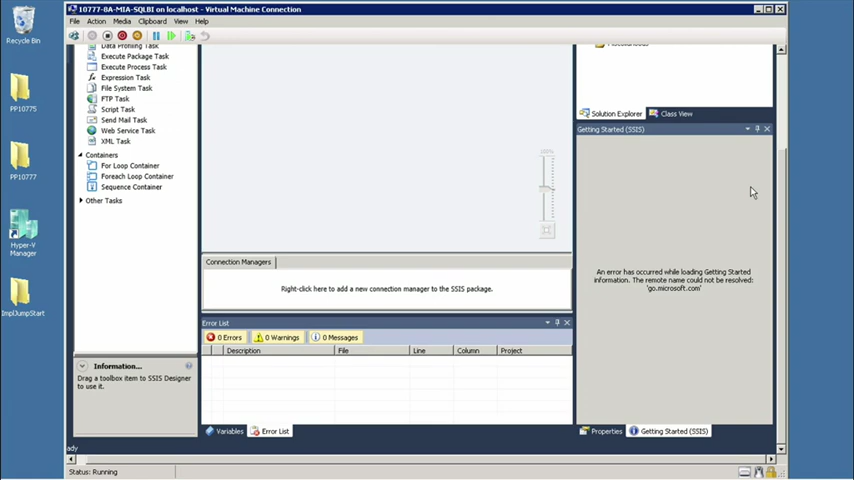 10777-8A-MIA-SQLBI on localhost - Virtual Machine Connection
File Action Media Clipboard View Help
Recycle Bin
PP10775
PP10777
Hyper-V
Manager
ImplJumpStart
Data Profiling Task
Execute Package Task
Execute Process Task
Expression Task
File System Task
FTP Task
Script Task
Send Mail Task
Web Service Task
XML Task
Containers
For Loop Container
Foreach Loop Container
Sequence Container
Other Tasks
Information...
Drag a toolbox item to SSIS Designer
to use it.
Connection Managers
Right-click here to add a new connection manager to the SSIS package.
Error List
0 Errors 0 Warnings 0 Messages
Description File Line Column Project
Variables Error List
Miscellaneous
Solution Explorer Class View
Getting Started (SSIS)
An error has occurred while loading Getting Started
information. The remote name could not be resolved:
'go.microsoft.com'
Properties Getting Started (SSIS)
ady
Status: Running